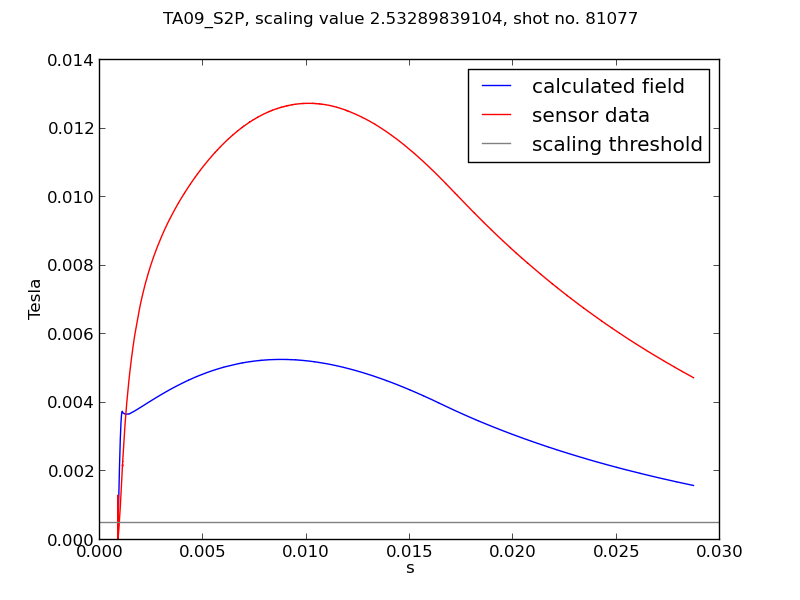 TA09_S2P, scaling value 2.53289839104, shot no. 81077
0.014
0.012
0.010
0.008
0.006
0.004
0.002
0.000
Tesla
calculated field
sensor data
scaling threshold
0.000 0.005 0.010 0.015 0.020 0.025 0.030
s